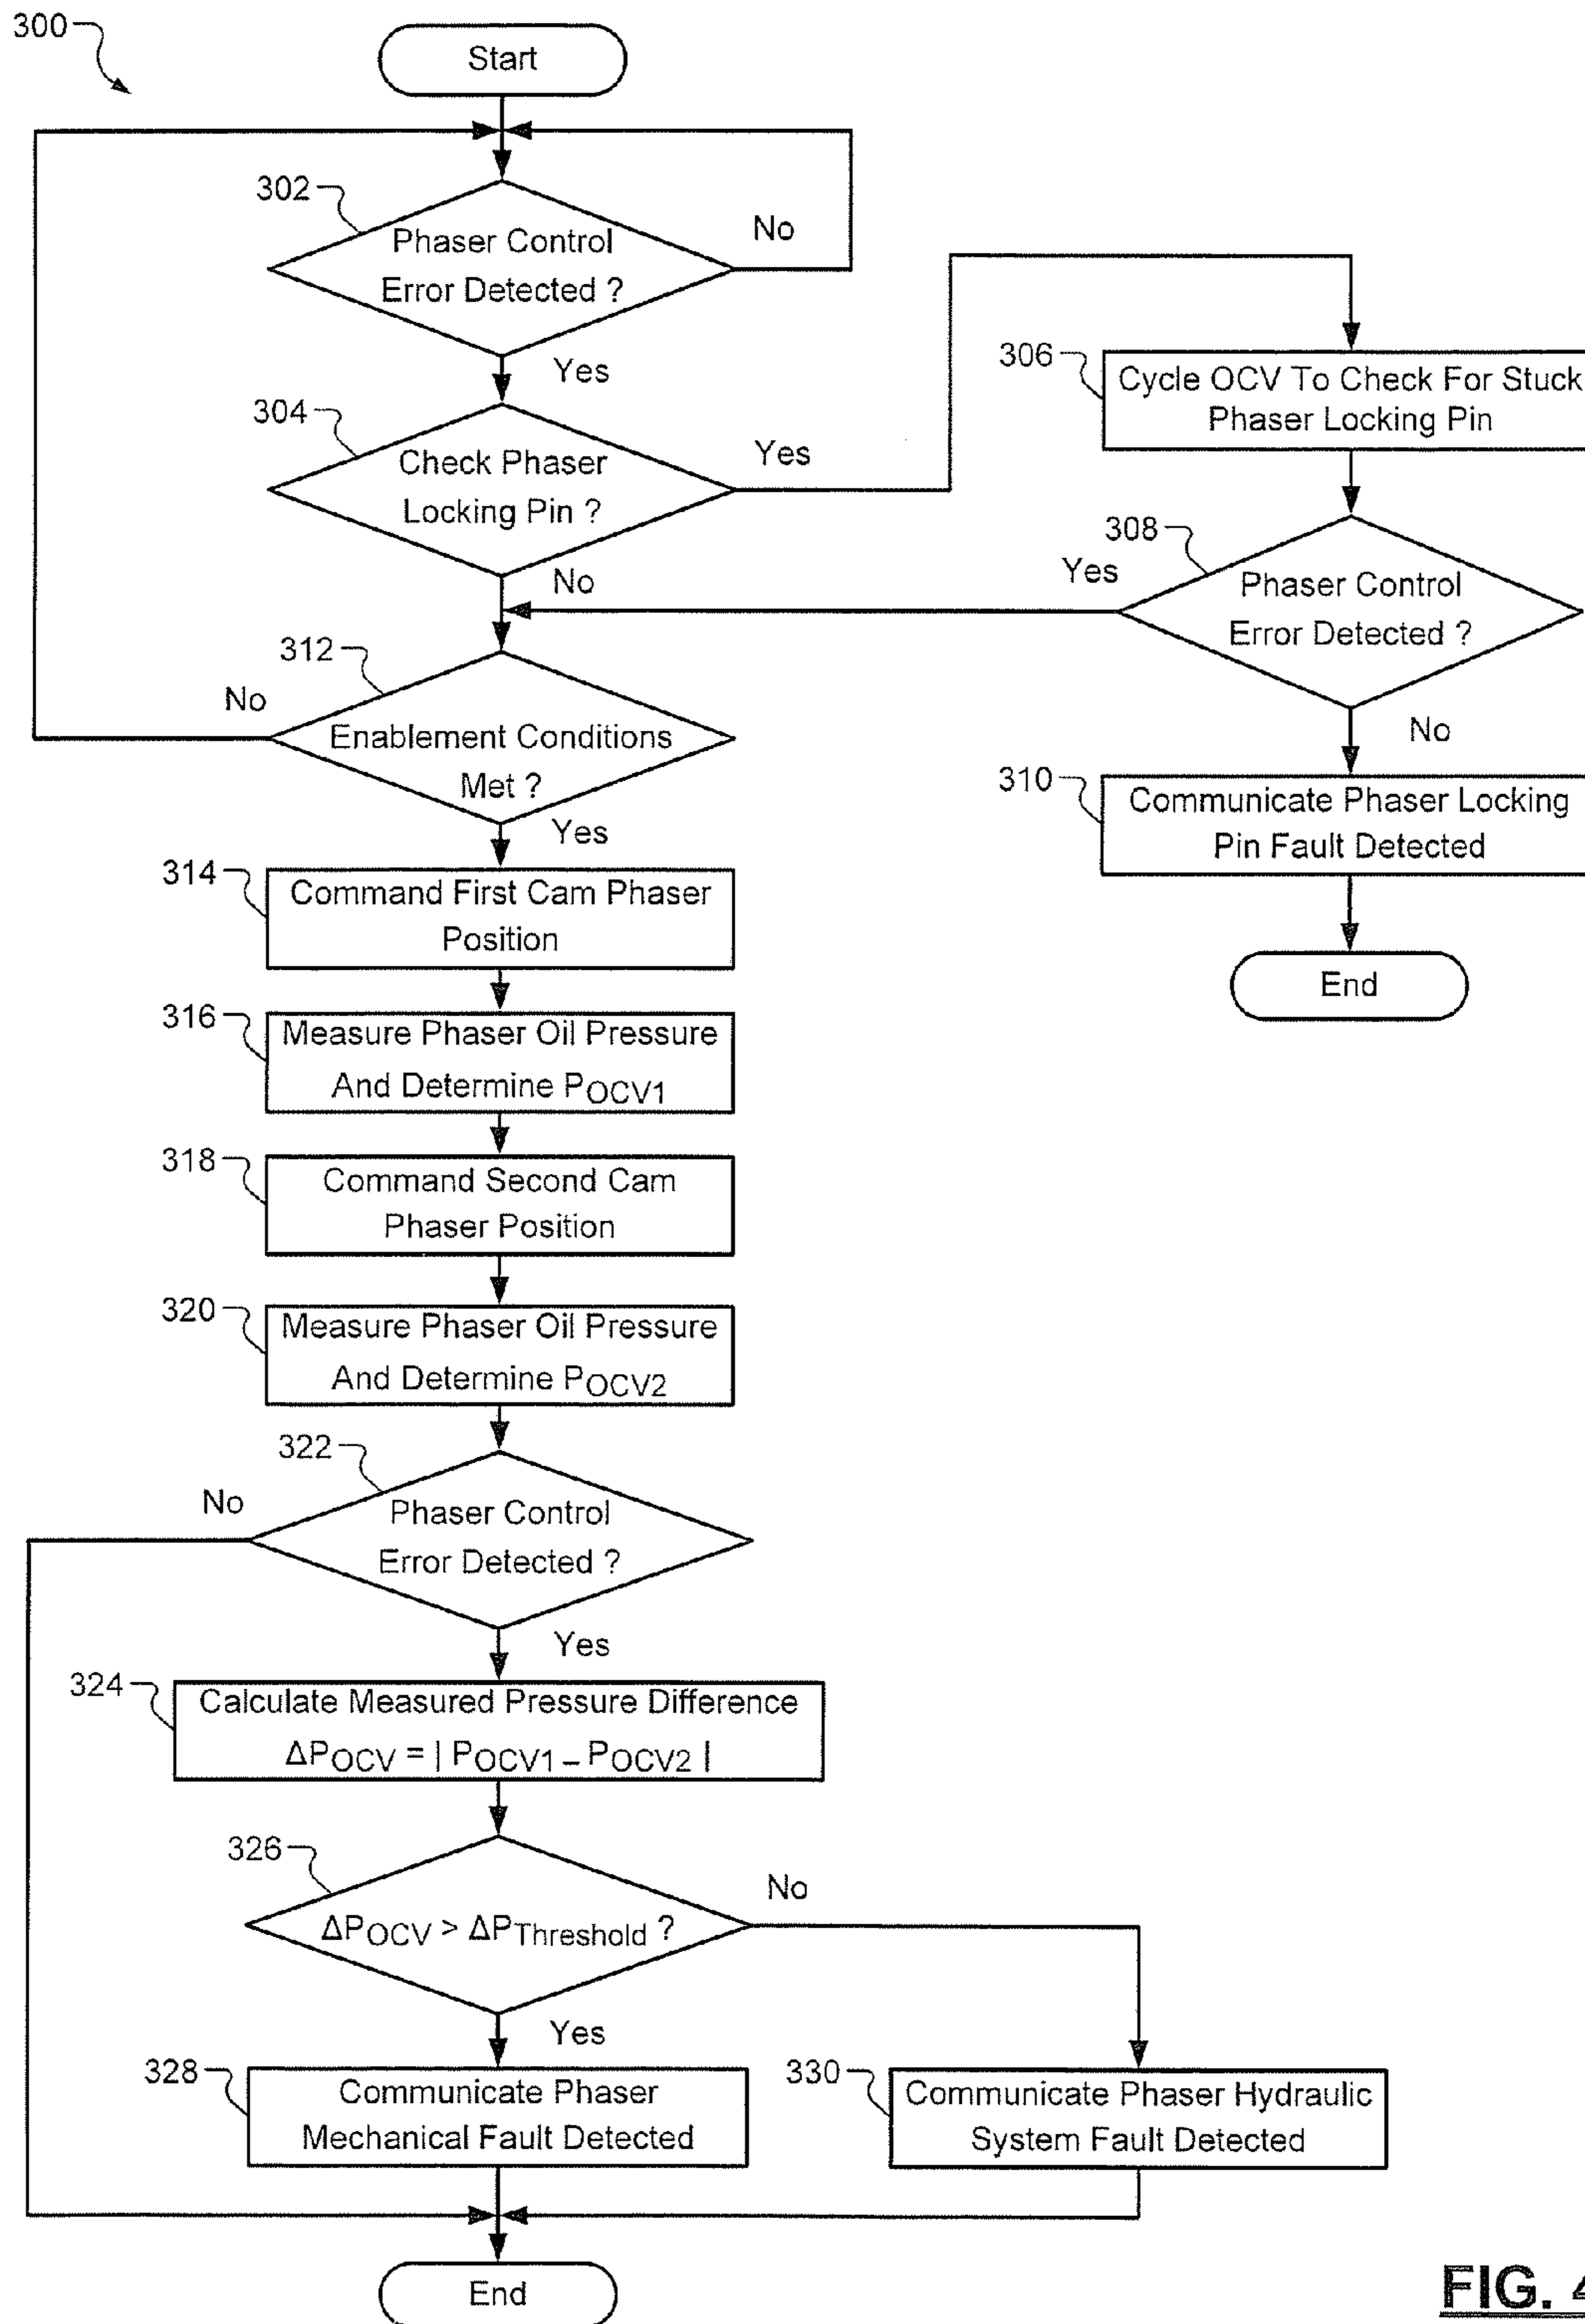 300
Start
302
Phaser Control
Error Detected ?
No
Yes
304
Check Phaser
Locking Pin ?
Yes
No
306
Cycle OCV To Check For Stuck
Phaser Locking Pin
308
Phaser Control
Error Detected ?
Yes
No
310
Communicate Phaser Locking
Pin Fault Detected
End
312
Enablement Conditions
Met ?
No
Yes
314
Command First Cam Phaser
Position
316
Measure Phaser Oil Pressure
And Determine POCV1
318
Command Second Cam
Phaser Position
320
Measure Phaser Oil Pressure
And Determine POCV2
322
Phaser Control
Error Detected ?
No
Yes
324
Calculate Measured Pressure Difference
ΔPOCV = | POCV1 – POCV2 |
326
ΔPOCV > ΔPThreshold ?
No
Yes
328
Communicate Phaser
Mechanical Fault Detected
330
Communicate Phaser Hydraulic
System Fault Detected
End
FIG. 4